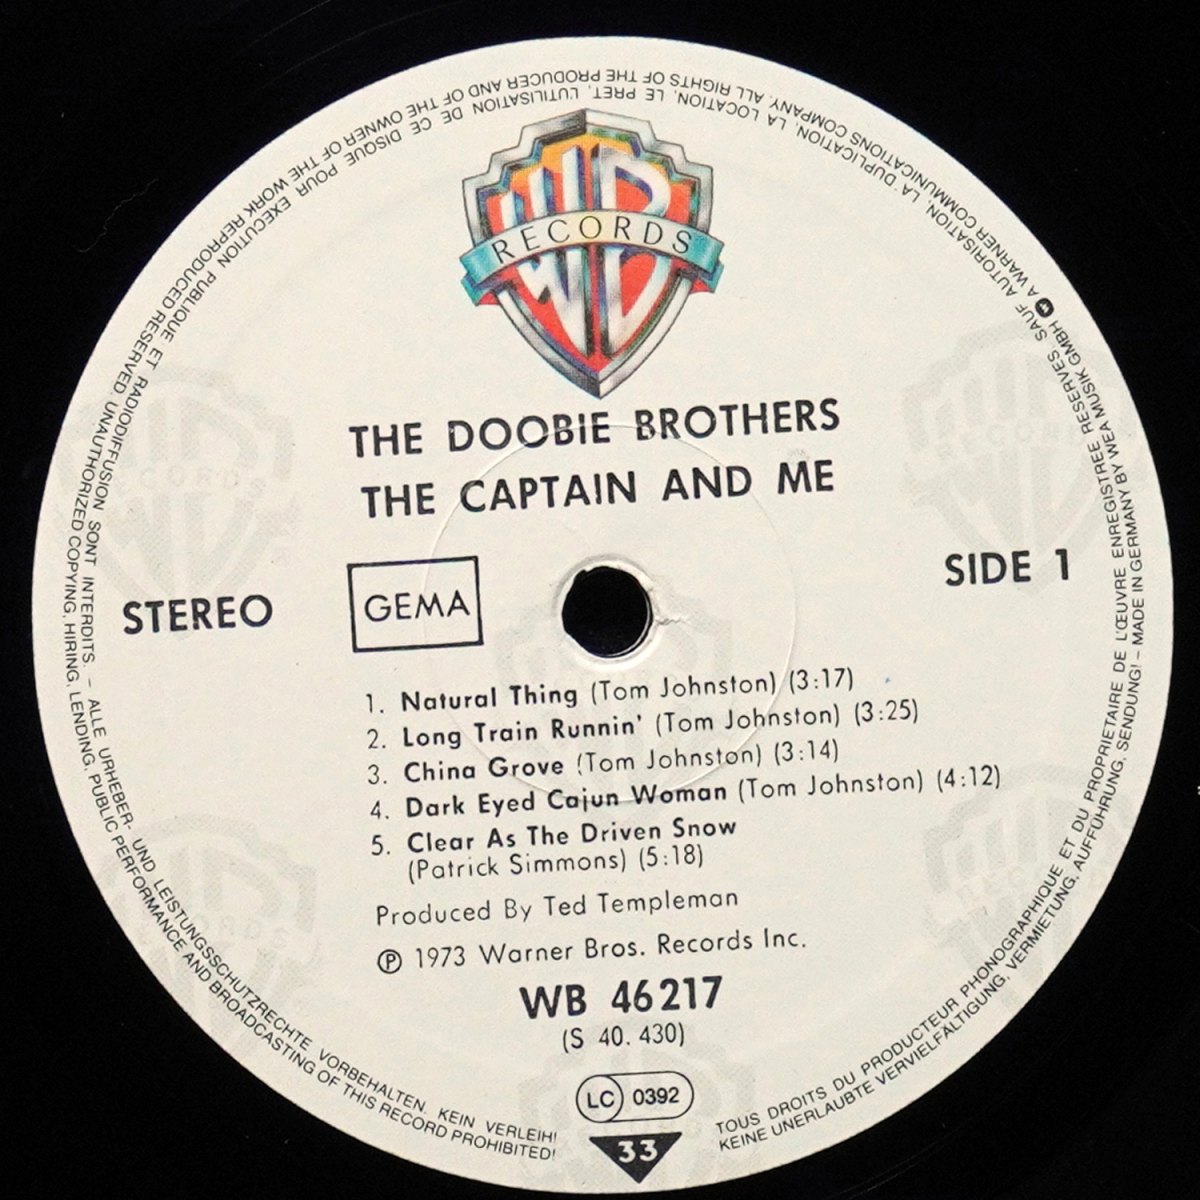 WB
RECORDS
THE DOOBIE BROTHERS
THE CAPTAIN AND ME
STEREO
GEMA
SIDE 1
1. Natural Thing (Tom Johnston) (3:17)
2. Long Train Runnin' (Tom Johnston) (3:25)
3. China Grove (Tom Johnston) (3:14)
4. Dark Eyed Cajun Woman (Tom Johnston) (4:12)
5. Clear As The Driven Snow
(Patrick Simmons) (5:18)
Produced By Ted Templeman
Ⓟ 1973 Warner Bros. Records Inc.
WB 46217
(S 40. 430)
LC 0392
33
TOUS DROITS DU PRODUCTEUR PHONOGRAPHIQUE ET DU PROPRIETAIRE DE L'ŒUVRE ENREGISTREE RESERVES. SAUF AUTORISATION, LA DUPLICATION, LA LOCATION, LE PRET, L'UTILISATION DE CE DISQUE POUR EXECUTION PUBLIQUE ET RADIODIFFUSION SONT INTERDITS. – ALLE URHEBER- UND LEISTUNGSSCHUTZRECHTE VORBEHALTEN. KEIN VERLEIH!
KEINE UNERLAUBTE VERVIELFÄLTIGUNG, VERMIETUNG, AUFFÜHRUNG, SENDUNG! – MADE IN GERMANY BY WEA MUSIK GMBH A WARNER COMMUNICATIONS COMPANY. ALL RIGHTS OF THE PRODUCER AND OF THE OWNER OF THE WORK REPRODUCED RESERVED. UNAUTHORIZED COPYING, HIRING, LENDING, PUBLIC PERFORMANCE AND BROADCASTING OF THIS RECORD PROHIBITED!